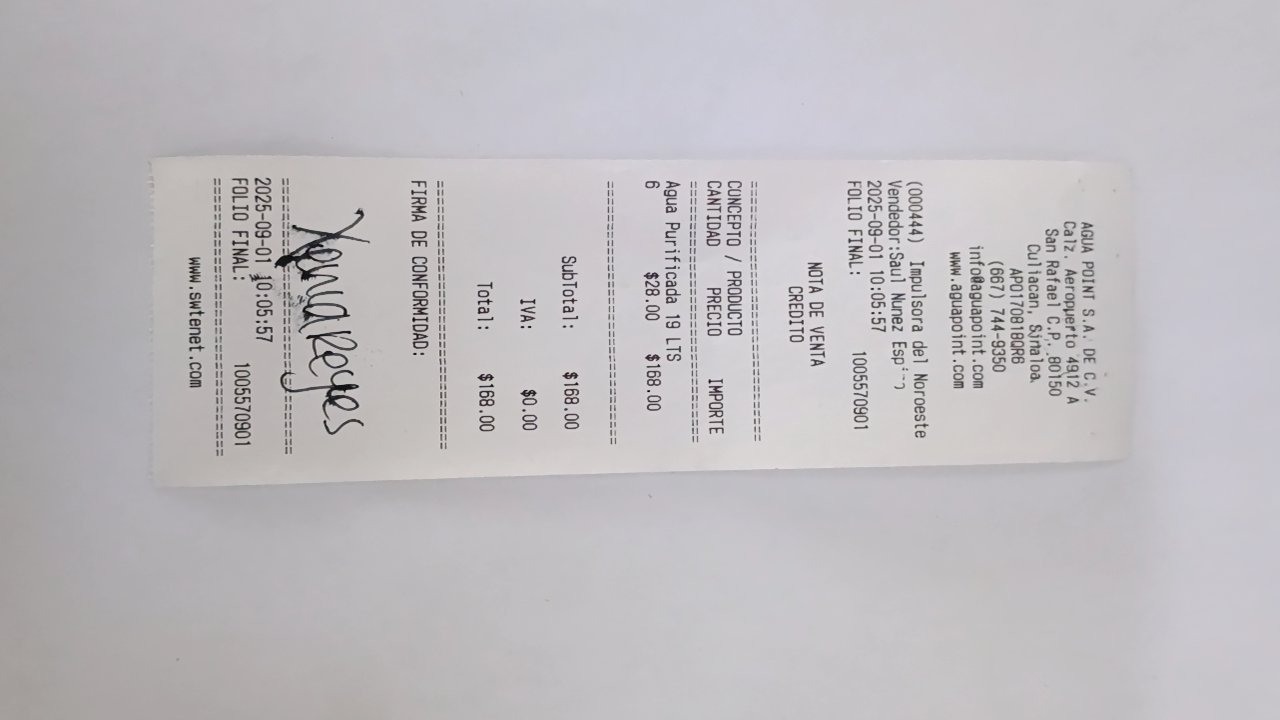 AGUA POINT S.A. DE C.V.
Calz. Aeropuerto 4912 A
San Rafael C.P. 80150
Culiacan, Sinaloa.
APO170818QR6
(667) 744-9350
info@aguapoint.com
www.aguapoint.com
(000444) Impulsora del Noroeste
Vendedor:Saul Nunez
2025-09-01 10:05:57
FOLIO FINAL: 1005570901
NOTA DE VENTA
CREDITO
==============================
CONCEPTO / PRODUCTO
CANTIDAD PRECIO IMPORTE
==============================
Agua Purificada 19 LTS
6 $28.00 $168.00
==============================
SubTotal: $168.00
IVA: $0.00
Total: $168.00
==============================
FIRMA DE CONFORMIDAD:
Xenia Reyes
==============================
2025-09-01 10:05:57
FOLIO FINAL: 1005570901
==============================
www.swtenet.com